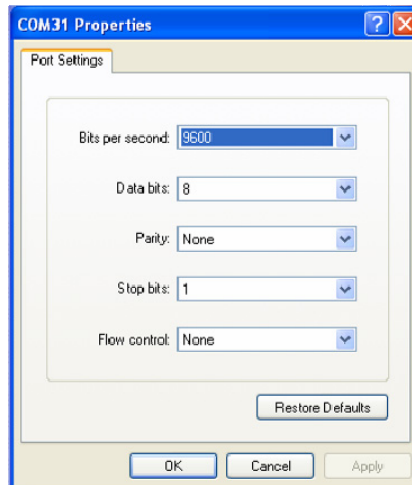 COM31 Properties
Port Settings
Bits per second: 9600
Data bits: 8
Parity: None
Stop bits: 1
Flow control: None
Restore Defaults
OK Cancel Apply